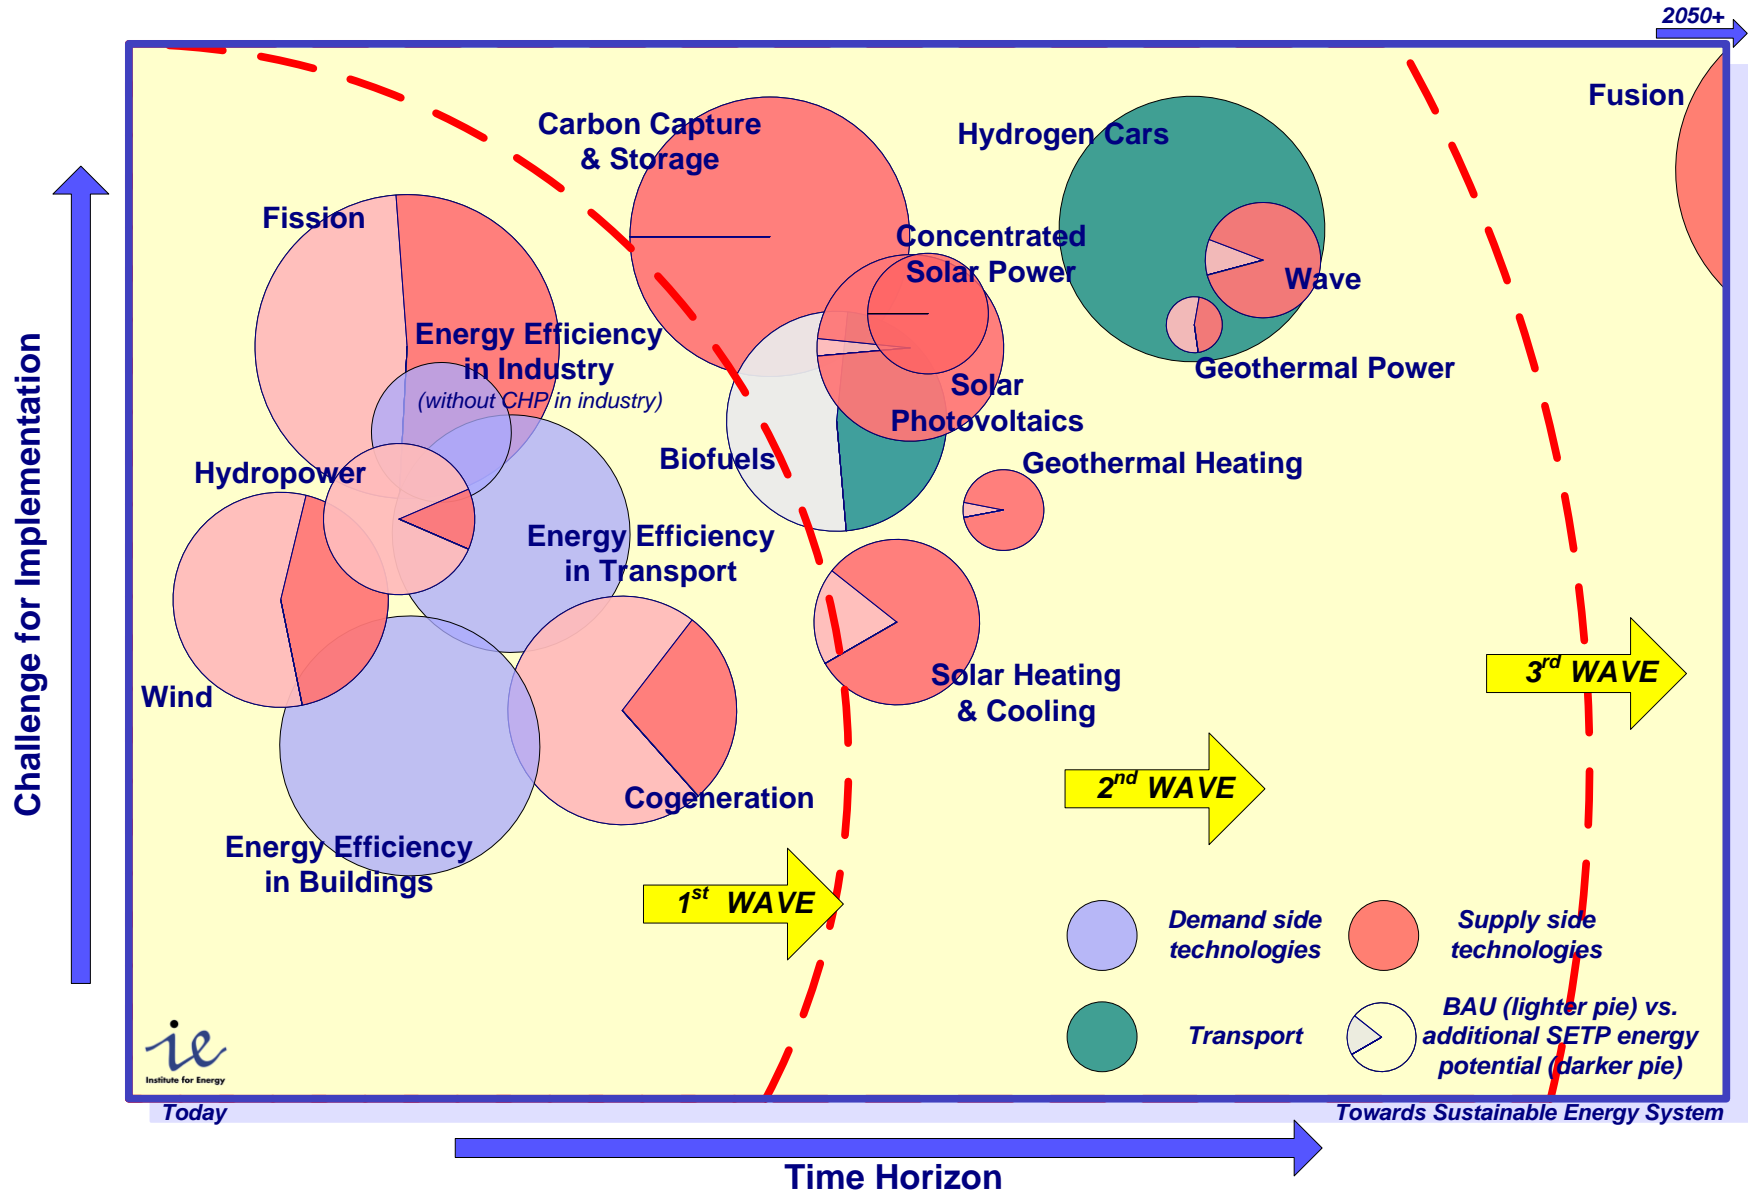 2050+
Fusion
Carbon Capture
& Storage
Hydrogen Cars
Fission
Concentrated
Solar Power
Wave
Energy Efficiency
in Industry
(without CHP in industry)
Geothermal Power
Solar
Photovoltaics
Biofuels
Geothermal Heating
Hydropower
Energy Efficiency
in Transport
Wind
Solar Heating
& Cooling
3rd WAVE
2nd WAVE
Cogeneration
Energy Efficiency
in Buildings
1st WAVE
Demand side
technologies
Supply side
technologies
Transport
BAU (lighter pie) vs.
additional SETP energy
potential (darker pie)
ie
Institute for Energy
Challenge for Implementation
Today
Towards Sustainable Energy System
Time Horizon